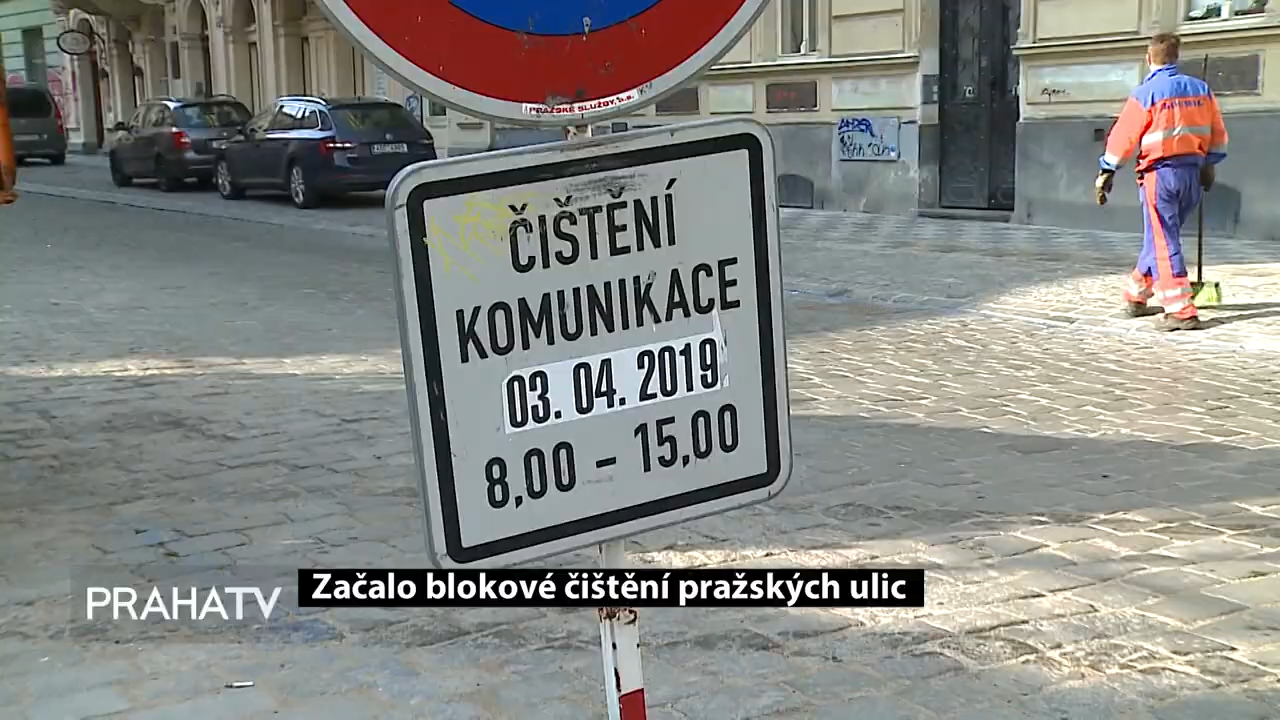 PRAŽSKÉ SLUŽBY, a.s.
ČIŠTĚNÍ
KOMUNIKACE
03. 04. 2019
8,00 – 15,00
PRAHATV
Začalo blokové čištění pražských ulic